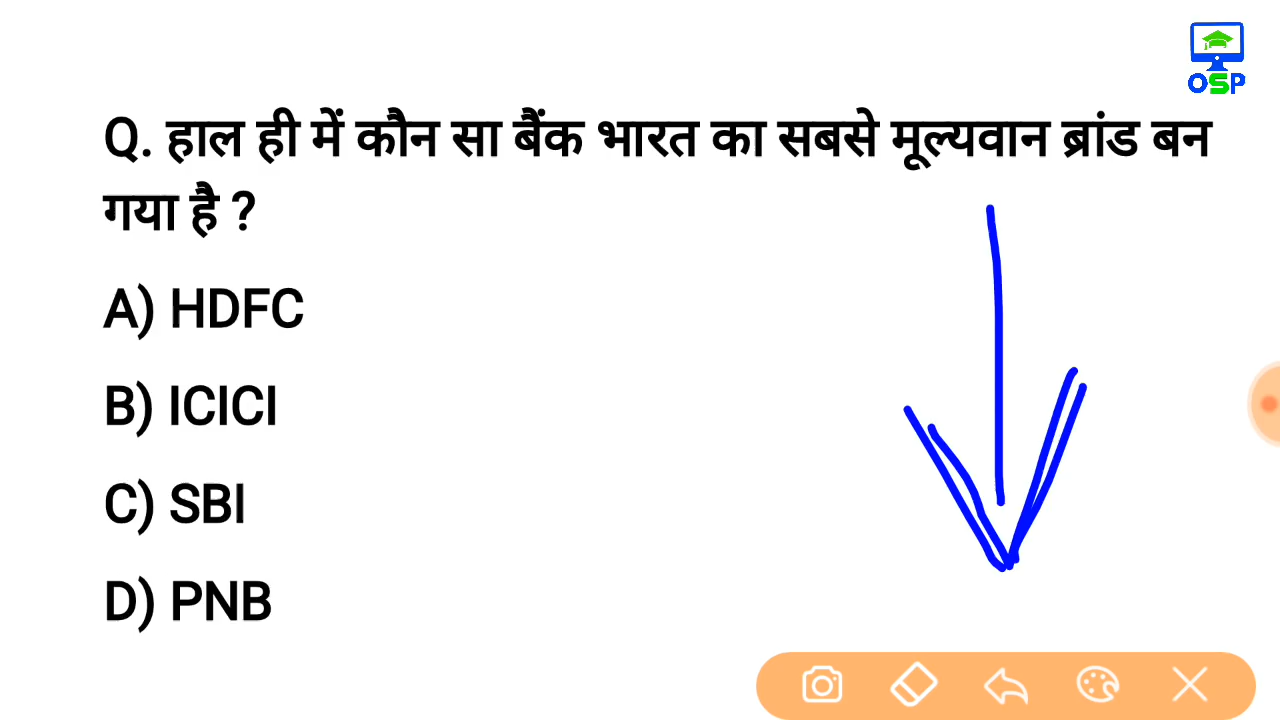 OSP
Q. हाल ही में कौन सा बैंक भारत का सबसे मूल्यवान ब्रांड बन
गया है ?
A) HDFC
B) ICICI
C) SBI
D) PNB